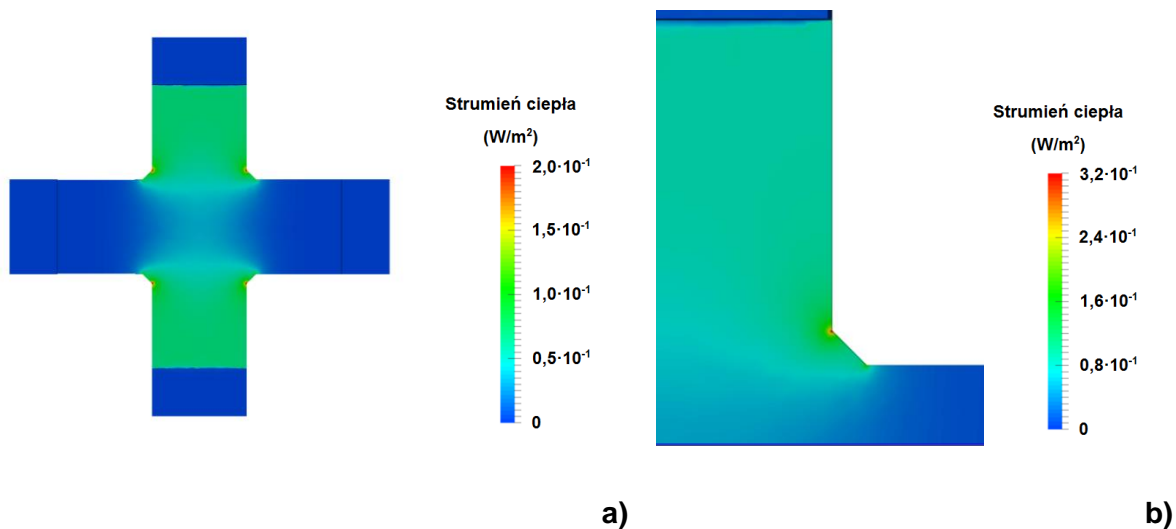 Strumień ciepła
(W/m²)
2,0·10⁻¹
1,5·10⁻¹
1,0·10⁻¹
0,5·10⁻¹
0
a)
Strumień ciepła
(W/m²)
3,2·10⁻¹
2,4·10⁻¹
1,6·10⁻¹
0,8·10⁻¹
0
b)